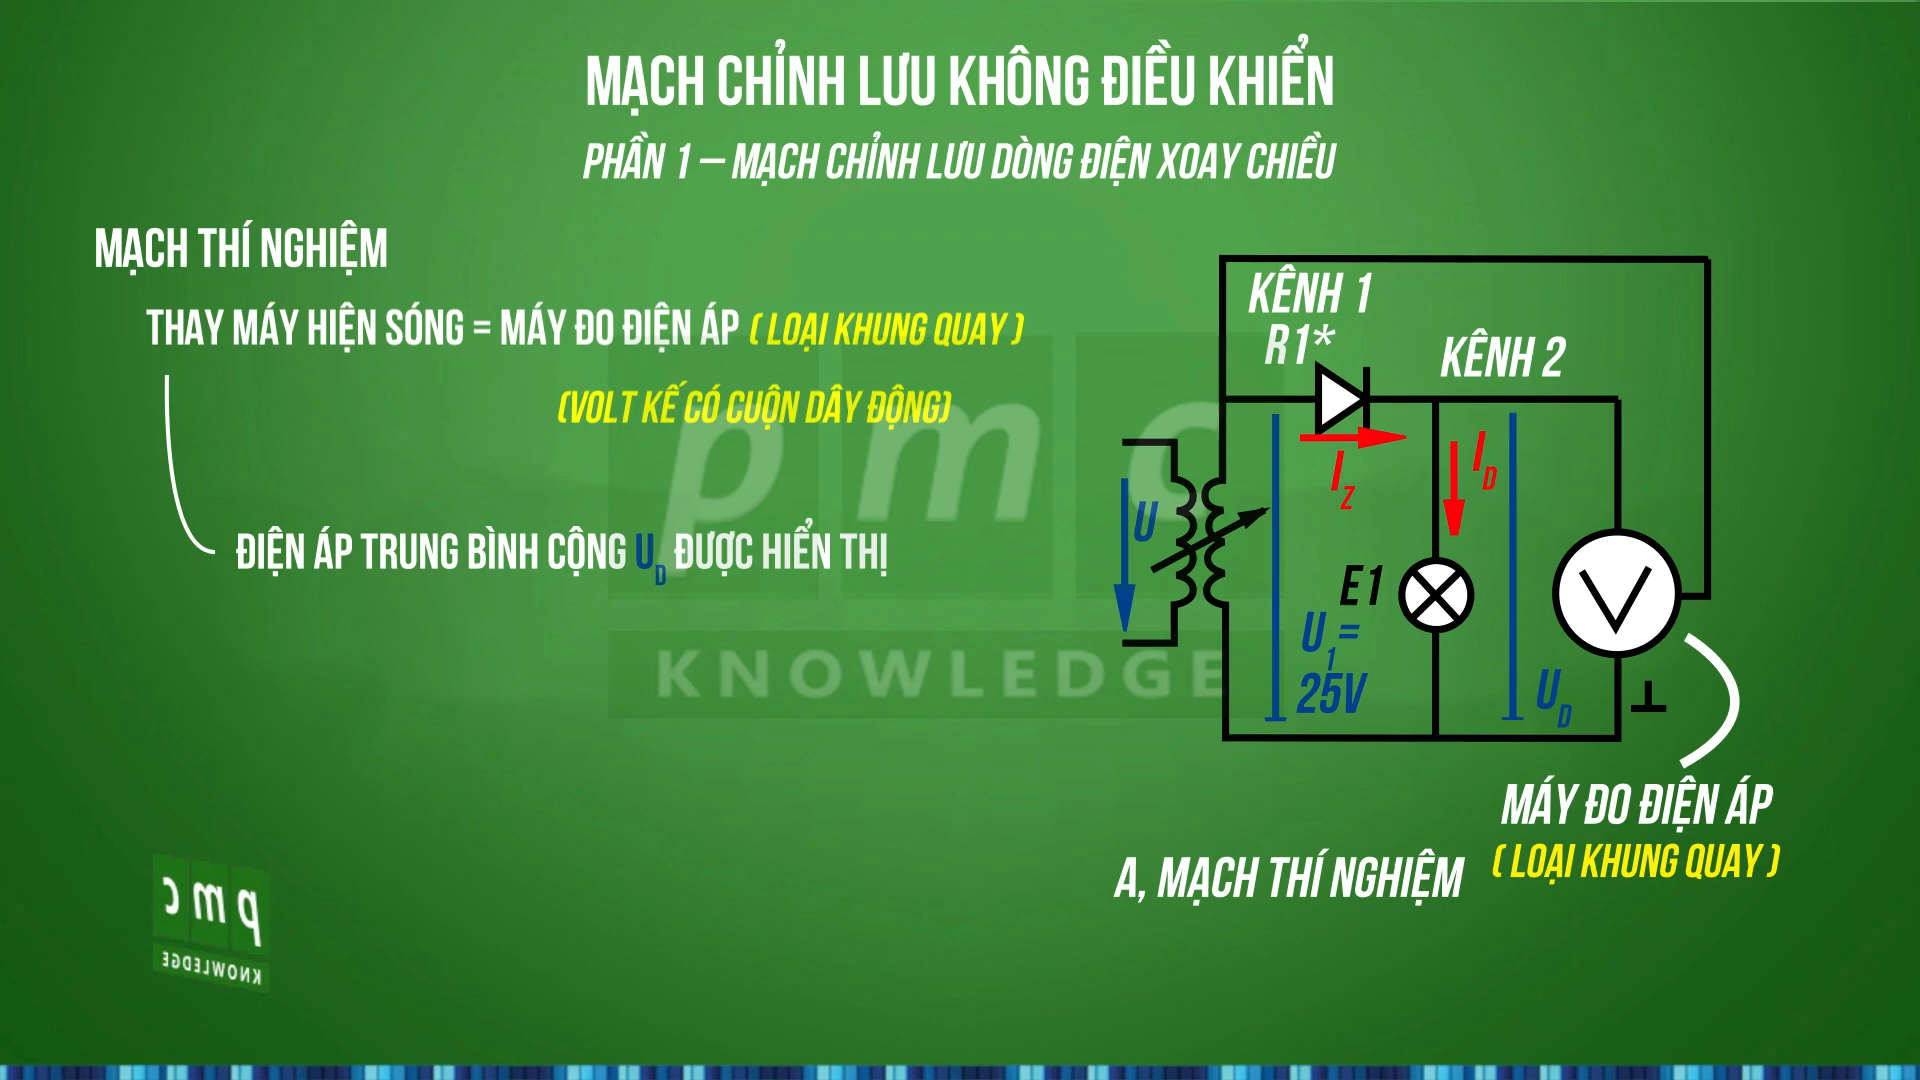 MẠCH CHỈNH LƯU KHÔNG ĐIỀU KHIỂN
PHẦN 1 – MẠCH CHỈNH LƯU DÒNG ĐIỆN XOAY CHIỀU
MẠCH THÍ NGHIỆM
THAY MÁY HIỆN SÓNG = MÁY ĐO ĐIỆN ÁP ( LOẠI KHUNG QUAY )
(VOLT KẾ CÓ CUỘN DÂY ĐỘNG)
ĐIỆN ÁP TRUNG BÌNH CỘNG UD ĐƯỢC HIỂN THỊ
KÊNH 1
R1*
KÊNH 2
IZ
ID
U
E1
U1 =
25V
UD
V
MÁY ĐO ĐIỆN ÁP
( LOẠI KHUNG QUAY )
A, MẠCH THÍ NGHIỆM
pmc
KNOWLEDGE
pmc
KNOWLEDGE